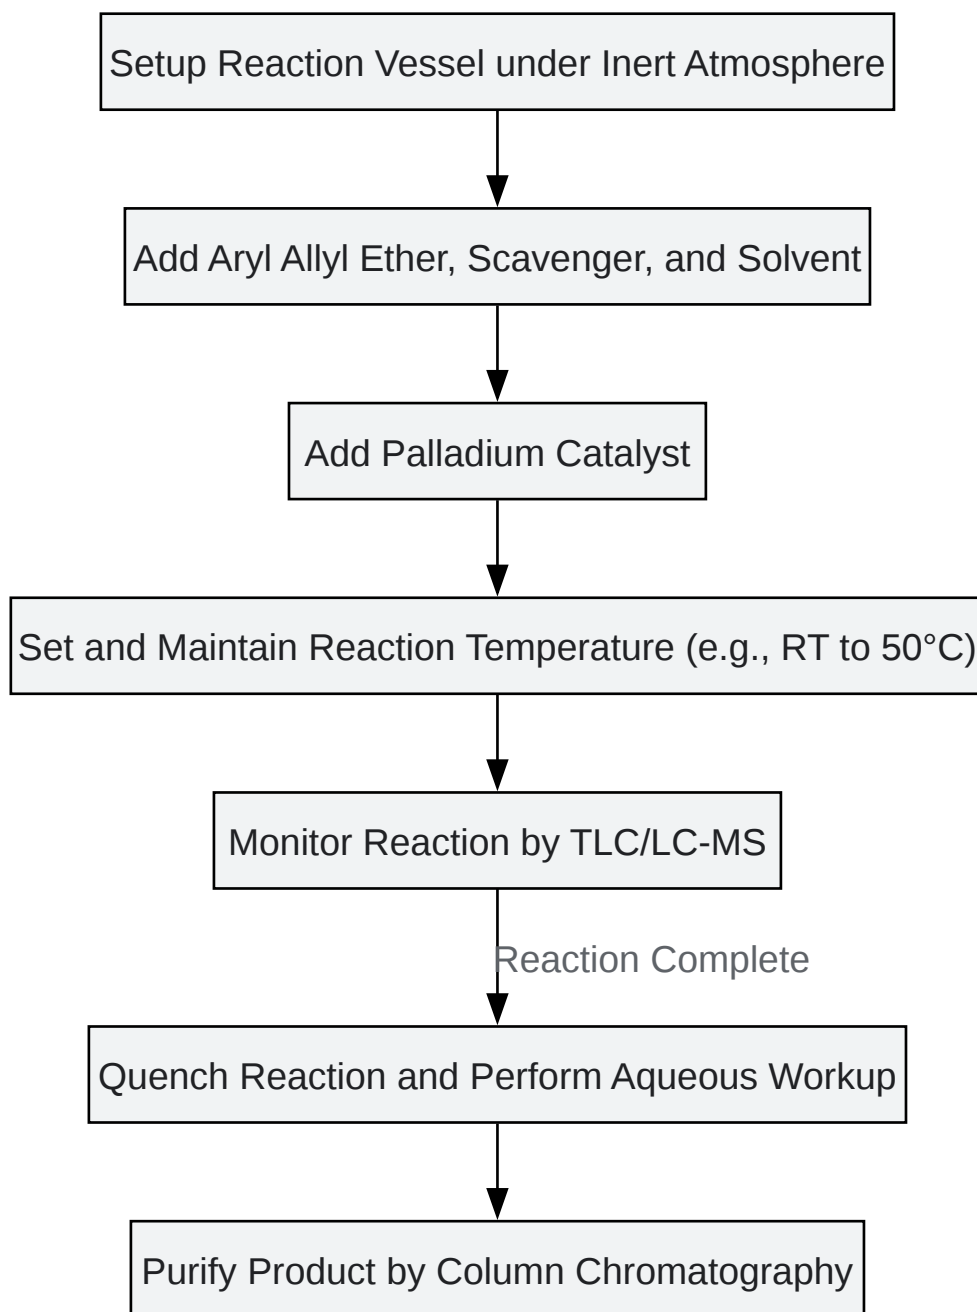 Setup Reaction Vessel under Inert Atmosphere
Add Aryl Allyl Ether, Scavenger, and Solvent
Add Palladium Catalyst
Set and Maintain Reaction Temperature (e.g., RT to 50°C)
Monitor Reaction by TLC/LC-MS
Reaction Complete
Quench Reaction and Perform Aqueous Workup
Purify Product by Column Chromatography